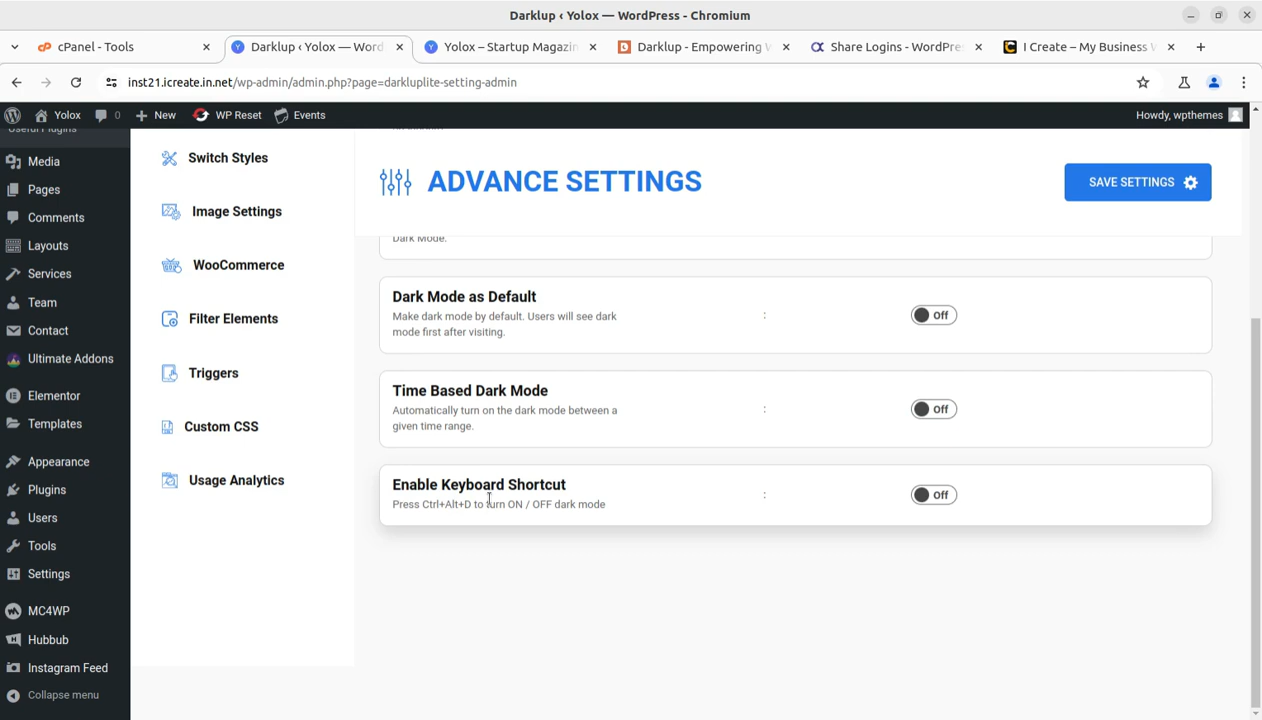 Darklup ‹ Yolox — WordPress - Chromium
cPanel - Tools
Darklup ‹ Yolox — Word
Yolox – Startup Magazin
Darklup - Empowering
Share Logins - WordPre
I Create – My Business
inst21.icreate.in.net/wp-admin/admin.php?page=darkluplite-setting-admin
Yolox
0
New
WP Reset
Events
Howdy, wpthemes
Useful Plugins
Media
Pages
Comments
Layouts
Services
Team
Contact
Ultimate Addons
Elementor
Templates
Appearance
Plugins
Users
Tools
Settings
MC4WP
Hubbub
Instagram Feed
Collapse menu
Switch Styles
Image Settings
WooCommerce
Filter Elements
Triggers
Custom CSS
Usage Analytics
ADVANCE SETTINGS
SAVE SETTINGS
Dark Mode.
Dark Mode as Default
Make dark mode by default. Users will see dark
mode first after visiting.
:
Off
Time Based Dark Mode
Automatically turn on the dark mode between a
given time range.
:
Off
Enable Keyboard Shortcut
Press Ctrl+Alt+D to turn ON / OFF dark mode
:
Off